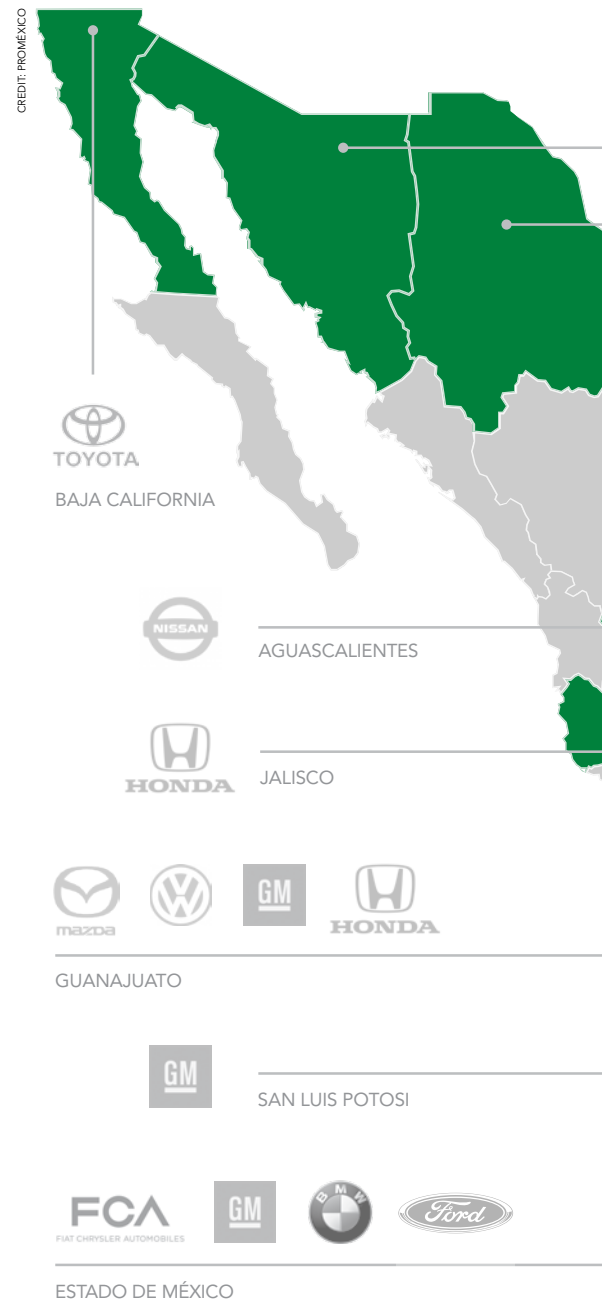 CREDIT: PROMÉXICO
TOYOTA
BAJA CALIFORNIA
NISSAN
AGUASCALIENTES
HONDA
JALISCO
mazda
GM
HONDA
GUANAJUATO
GM
SAN LUIS POTOSI
FCA
FIAT CHRYSLER AUTOMOBILES
GM
BMW
Ford
ESTADO DE MÉXICO